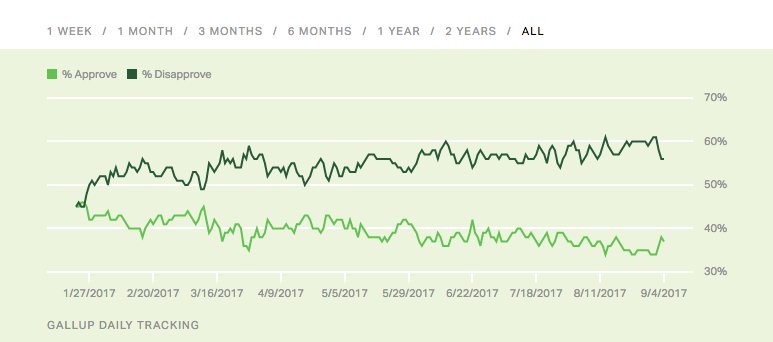 1 WEEK / 1 MONTH / 3 MONTHS / 6 MONTHS / 1 YEAR / 2 YEARS / ALL
% Approve % Disapprove
70%
60%
50%
40%
30%
1/27/2017 2/20/2017 3/16/2017 4/9/2017 5/5/2017 5/29/2017 6/22/2017 7/18/2017 8/11/2017 9/4/2017
GALLUP DAILY TRACKING